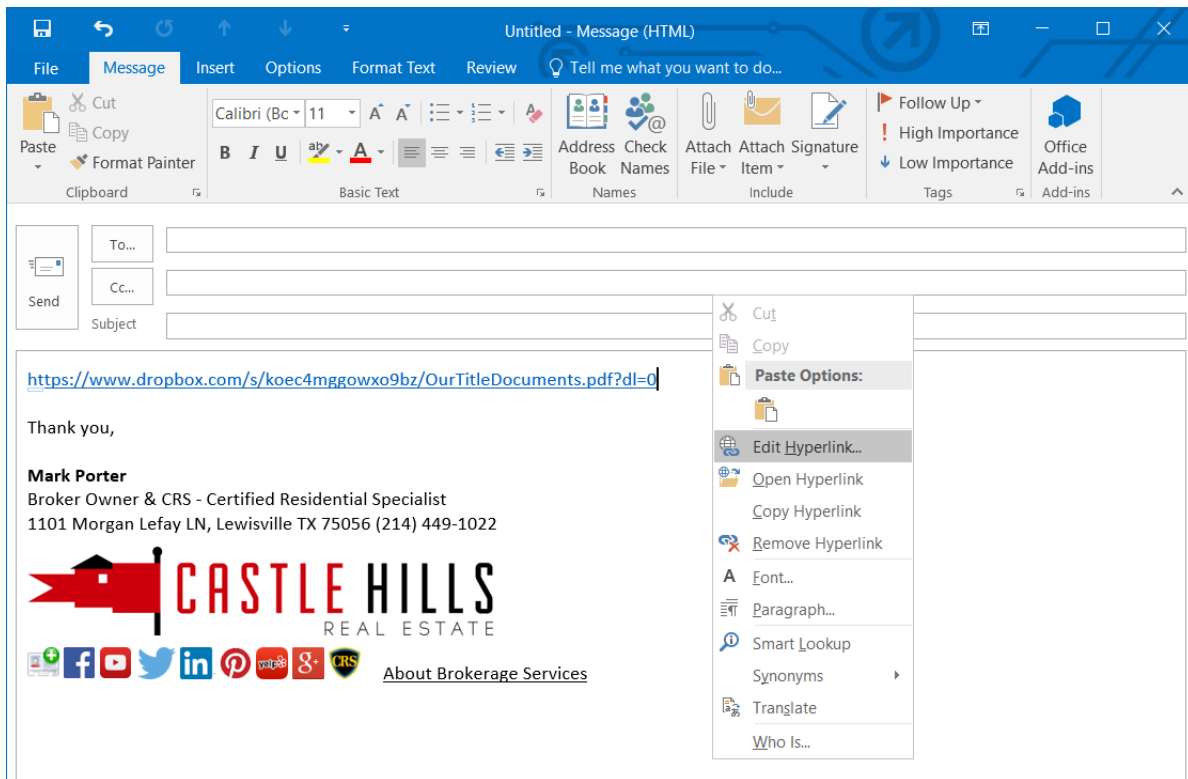 Untitled - Message (HTML)
File Message Insert Options Format Text Review Tell me what you want to do...
Paste
Cut
Copy
Format Painter
Clipboard
Calibri (Bc 11
B I U
Basic Text
Address Book
Check Names
Names
Attach File
Attach Item
Signature
Include
Follow Up
High Importance
Low Importance
Tags
Office Add-ins
Add-ins
Send
To...
Cc...
Subject
https://www.dropbox.com/s/koec4mggowxo9bz/OurTitleDocuments.pdf?dl=0
Thank you,
Mark Porter
Broker Owner & CRS - Certified Residential Specialist
1101 Morgan Lefay LN, Lewisville TX 75056 (214) 449-1022
CASTLE HILLS
REAL ESTATE
yelp
CRS
About Brokerage Services
Cut
Copy
Paste Options:
Edit Hyperlink...
Open Hyperlink
Copy Hyperlink
Remove Hyperlink
Font...
Paragraph...
Smart Lookup
Synonyms
Translate
Who Is...